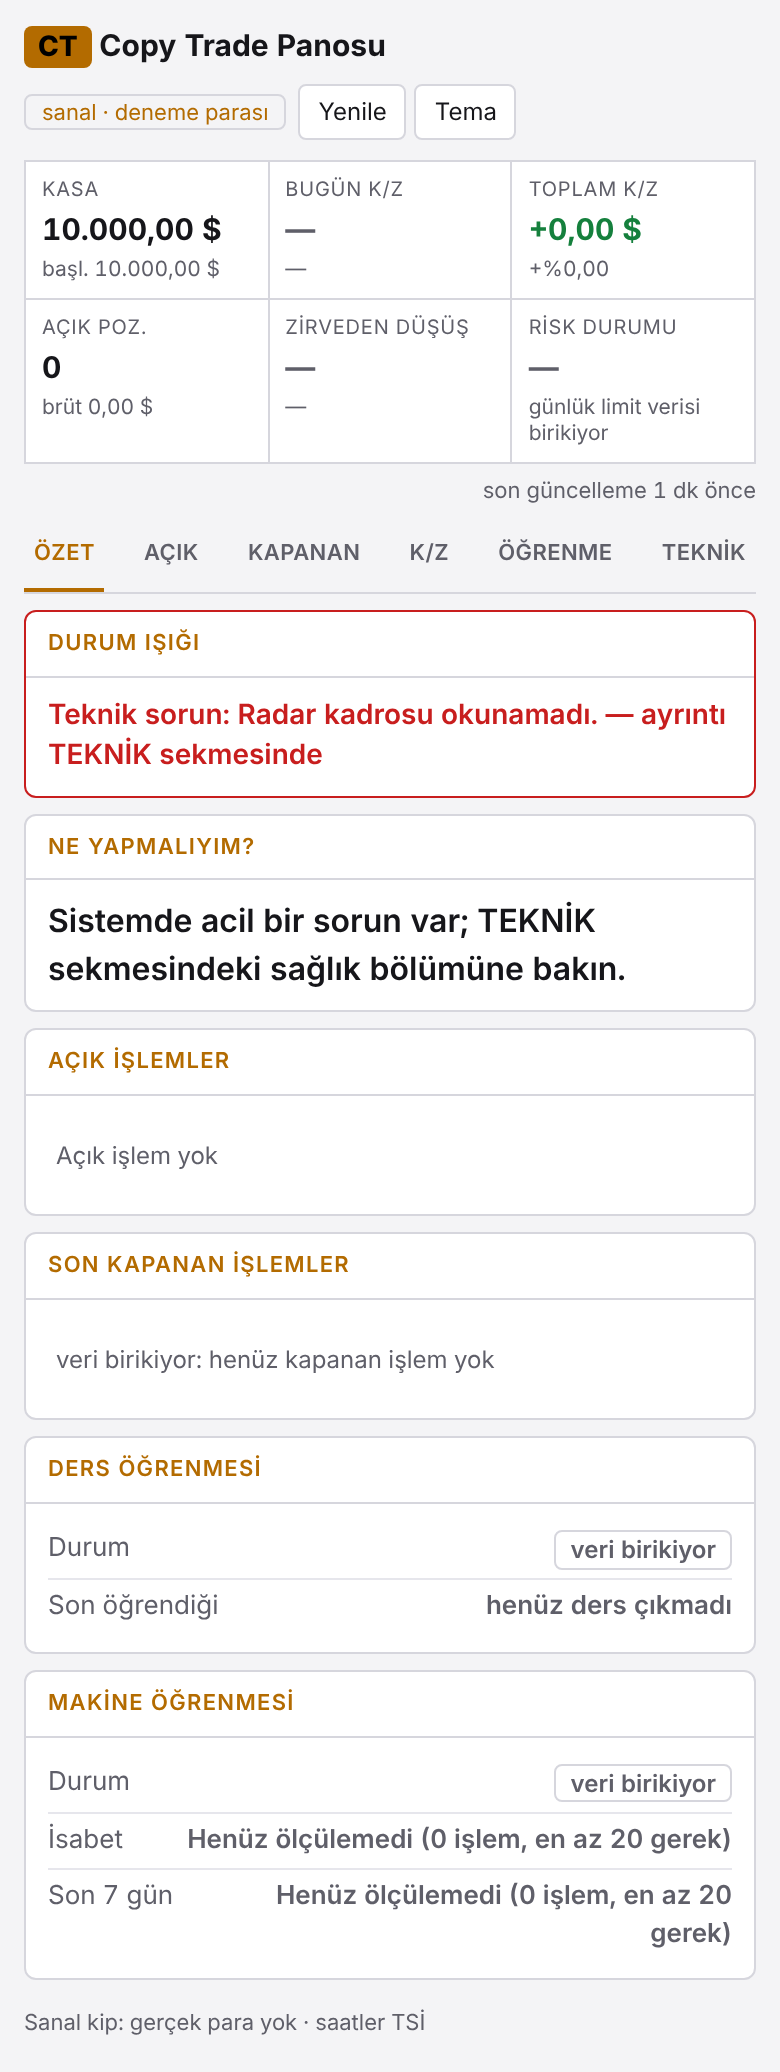 CT Copy Trade Panosu
sanal · deneme parası Yenile Tema
KASA
10.000,00 $
başl. 10.000,00 $
BUGÜN K/Z
—
—
TOPLAM K/Z
+0,00 $
+%0,00
AÇIK POZ.
0
brüt 0,00 $
ZİRVEDEN DÜŞÜŞ
—
—
RİSK DURUMU
—
günlük limit verisi
birikiyor
son güncelleme 1 dk önce
ÖZET AÇIK KAPANAN K/Z ÖĞRENME TEKNİK
DURUM IŞIĞI
Teknik sorun: Radar kadrosu okunamadı. — ayrıntı
TEKNİK sekmesinde
NE YAPMALIYIM?
Sistemde acil bir sorun var; TEKNİK
sekmesindeki sağlık bölümüne bakın.
AÇIK İŞLEMLER
Açık işlem yok
SON KAPANAN İŞLEMLER
veri birikiyor: henüz kapanan işlem yok
DERS ÖĞRENMESİ
Durum veri birikiyor
Son öğrendiği henüz ders çıkmadı
MAKİNE ÖĞRENMESİ
Durum veri birikiyor
İsabet Henüz ölçülemedi (0 işlem, en az 20 gerek)
Son 7 gün Henüz ölçülemedi (0 işlem, en az 20
gerek)
Sanal kip: gerçek para yok · saatler TSİ